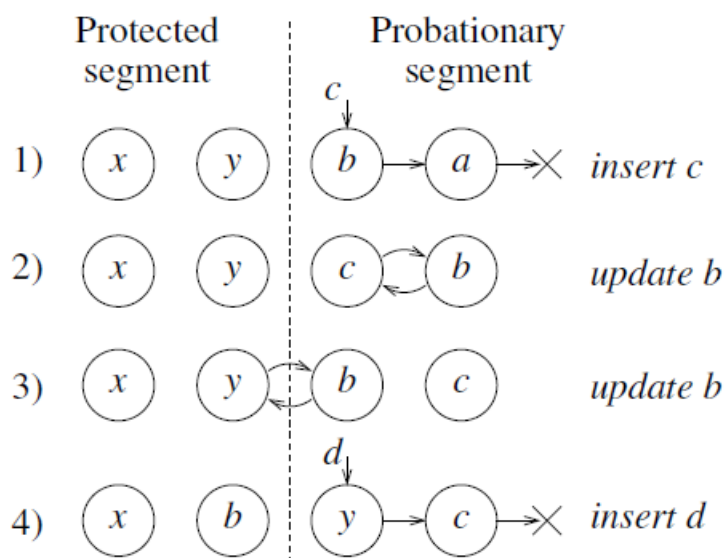 Protected segment
Probationary segment
c
1) x y b a insert c
2) x y c b update b
3) x y b c update b
d
4) x b y c insert d